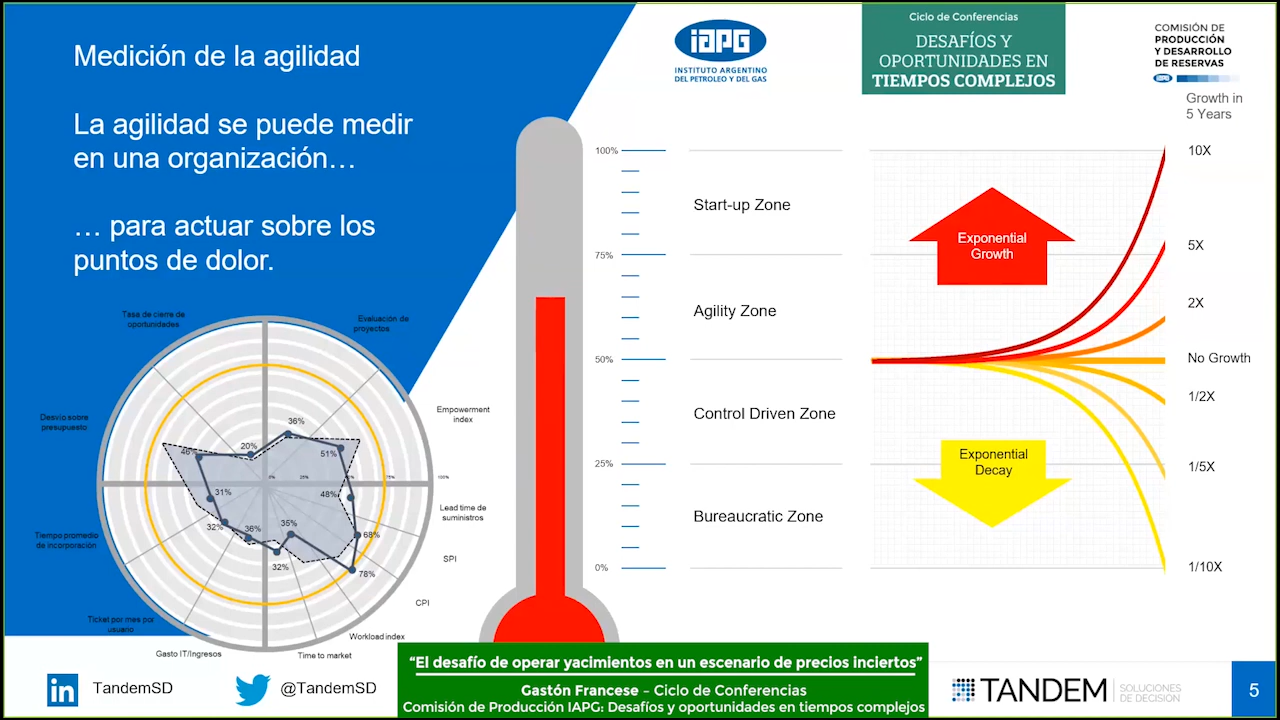 Medición de la agilidad
La agilidad se puede medir
en una organización…
… para actuar sobre los
puntos de dolor.
iAPG
INSTITUTO ARGENTINO
DEL PETROLEO Y DEL GAS
Ciclo de Conferencias
DESAFÍOS Y
OPORTUNIDADES EN
TIEMPOS COMPLEJOS
COMISIÓN DE
PRODUCCIÓN
Y DESARROLLO
DE RESERVAS
iAPG
Growth in
5 Years
100%
75%
50%
25%
0%
Start-up Zone
Agility Zone
Control Driven Zone
Bureaucratic Zone
Exponential
Growth
Exponential
Decay
10X
5X
2X
No Growth
1/2X
1/5X
1/10X
Tasa de cierre de
oportunidades
Evaluación de
proyectos
Empowerment
index
Lead time de
suministros
SPI
CPI
Workload index
Time to market
Gasto IT/Ingresos
Ticket por mes por
usuario
Tiempo promedio
de incorporación
Desvio sobre
presupuesto
36%
51%
48%
68%
78%
35%
32%
36%
32%
31%
46%
20%
0%
25%
75%
100%
in
TandemSD
@TandemSD
“El desafío de operar yacimientos en un escenario de precios inciertos”
Gastón Francese – Ciclo de Conferencias
Comisión de Producción IAPG: Desafíos y oportunidades en tiempos complejos
TANDEM
SOLUCIONES
DE DECISIÓN
5